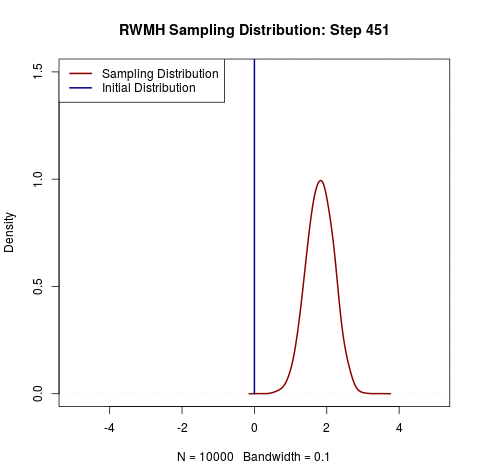 RWMH Sampling Distribution: Step 451
Sampling Distribution
Initial Distribution
Density
1.5
1.0
0.5
0.0
-4 -2 0 2 4
N = 10000 Bandwidth = 0.1